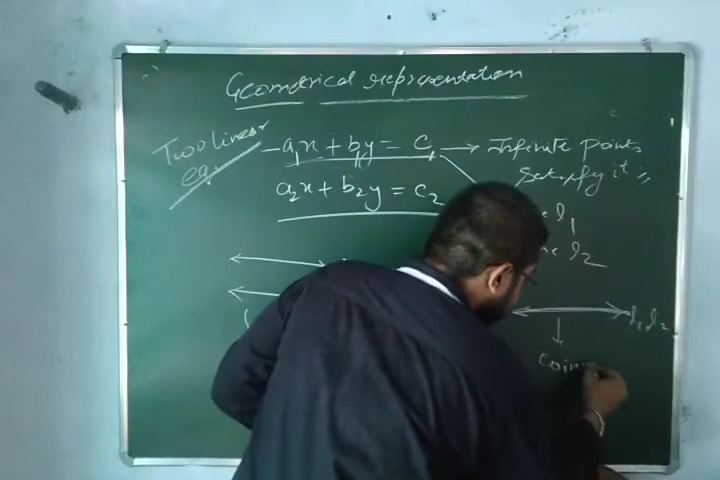 Geometrical representation
Two linear
eq.
a₁x + b₁y = c₁ → Infinite points
satisfy it
a₂x + b₂y = c₂
l₁
l₂
l₁, l₂
Coin